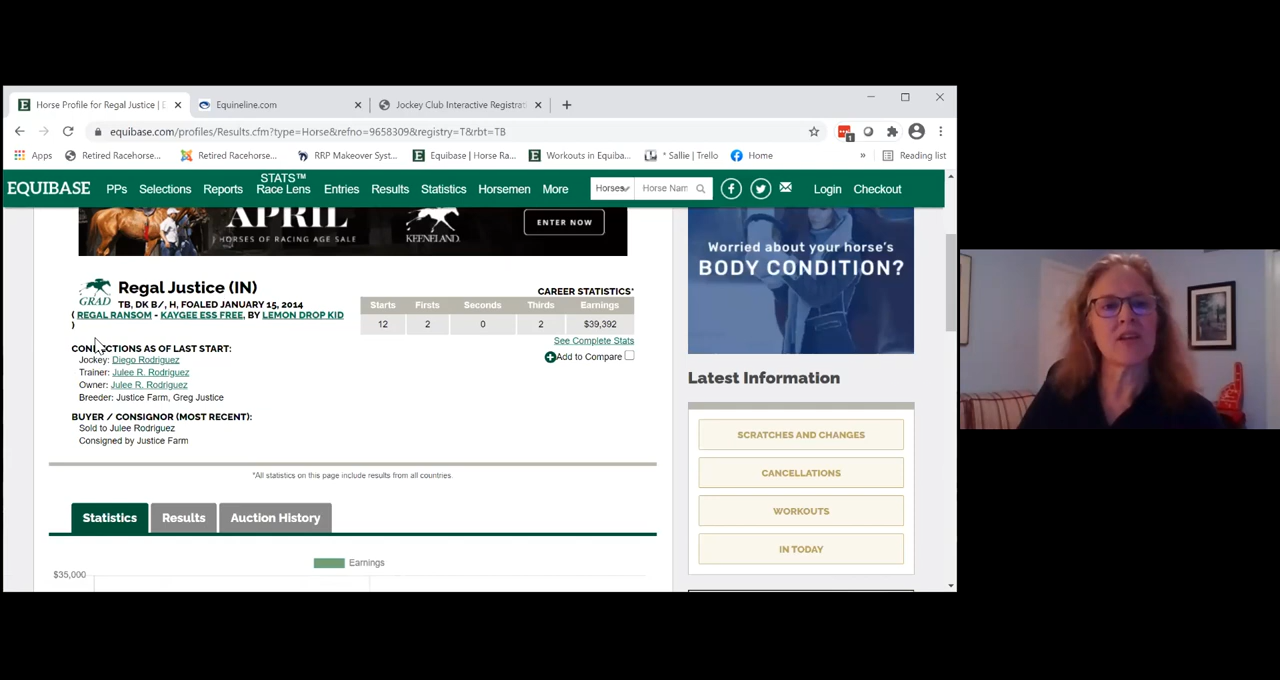 Horse Profile for Regal Justice |
Equineline.com
Jockey Club Interactive Registrat
equibase.com/profiles/Results.cfm?type=Horse&refno=9658309&registry=T&rbt=TB
Apps
Retired Racehorse...
Retired Racehorse...
RRP Makeover Syst...
Equibase | Horse Ra...
Workouts in Equiba...
* Sallie | Trello
Home
»
Reading list
EQUIBASE
PPs
Selections
Reports
STATS™
Race Lens
Entries
Results
Statistics
Horsemen
More
Horses
Horse Nam
Login
Checkout
APRIL
HORSES OF RACING AGE SALE
KEENELAND
ENTER NOW
Worried about your horse's
BODY CONDITION?
GRAD
Regal Justice (IN)
TB, DK B/, H, FOALED JANUARY 15, 2014
( REGAL RANSOM - KAYGEE ESS FREE, BY LEMON DROP KID
)
CAREER STATISTICS*
Starts Firsts Seconds Thirds Earnings
12 2 0 2 $39,392
See Complete Stats
Add to Compare
CONNECTIONS AS OF LAST START:
Jockey: Diego Rodriguez
Trainer: Julee R. Rodriguez
Owner: Julee R. Rodriguez
Breeder: Justice Farm, Greg Justice
BUYER / CONSIGNOR (MOST RECENT):
Sold to Julee Rodriguez
Consigned by Justice Farm
*All statistics on this page include results from all countries.
Statistics
Results
Auction History
Earnings
$35,000
Latest Information
SCRATCHES AND CHANGES
CANCELLATIONS
WORKOUTS
IN TODAY